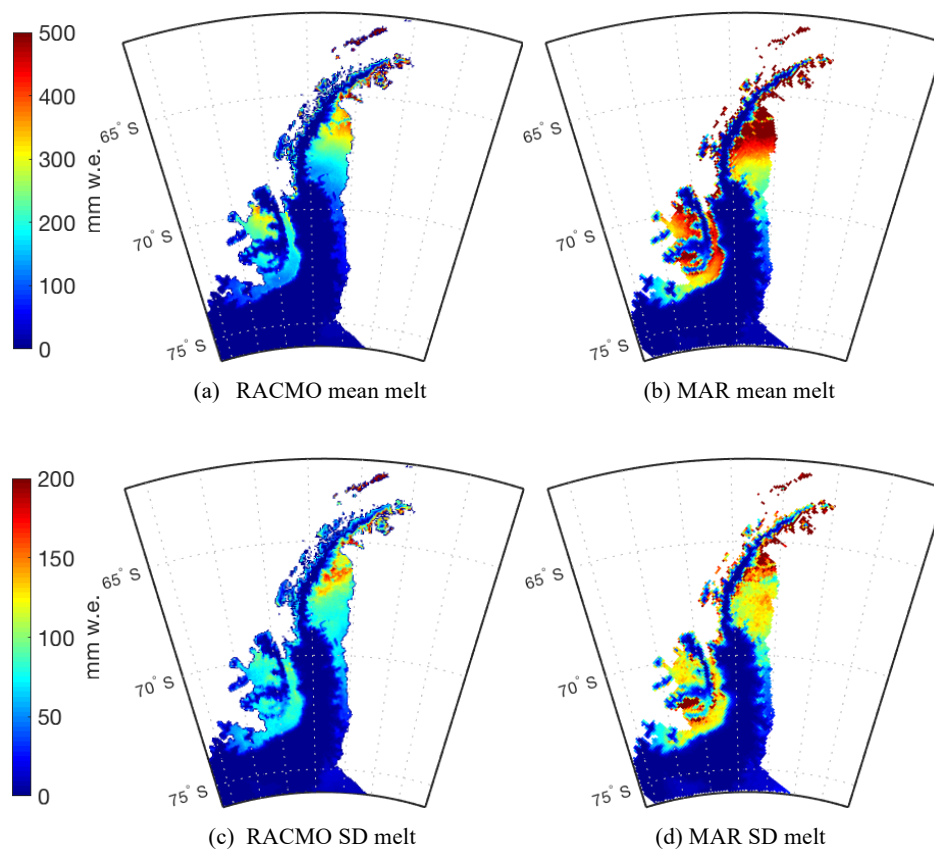 500
400
300
200
100
0
mm w.e.
65° S
70° S
75° S
65° S
70° S
75° S
(a) RACMO mean melt
(b) MAR mean melt
200
150
100
50
0
mm w.e.
65° S
70° S
75° S
65° S
70° S
75° S
(c) RACMO SD melt
(d) MAR SD melt